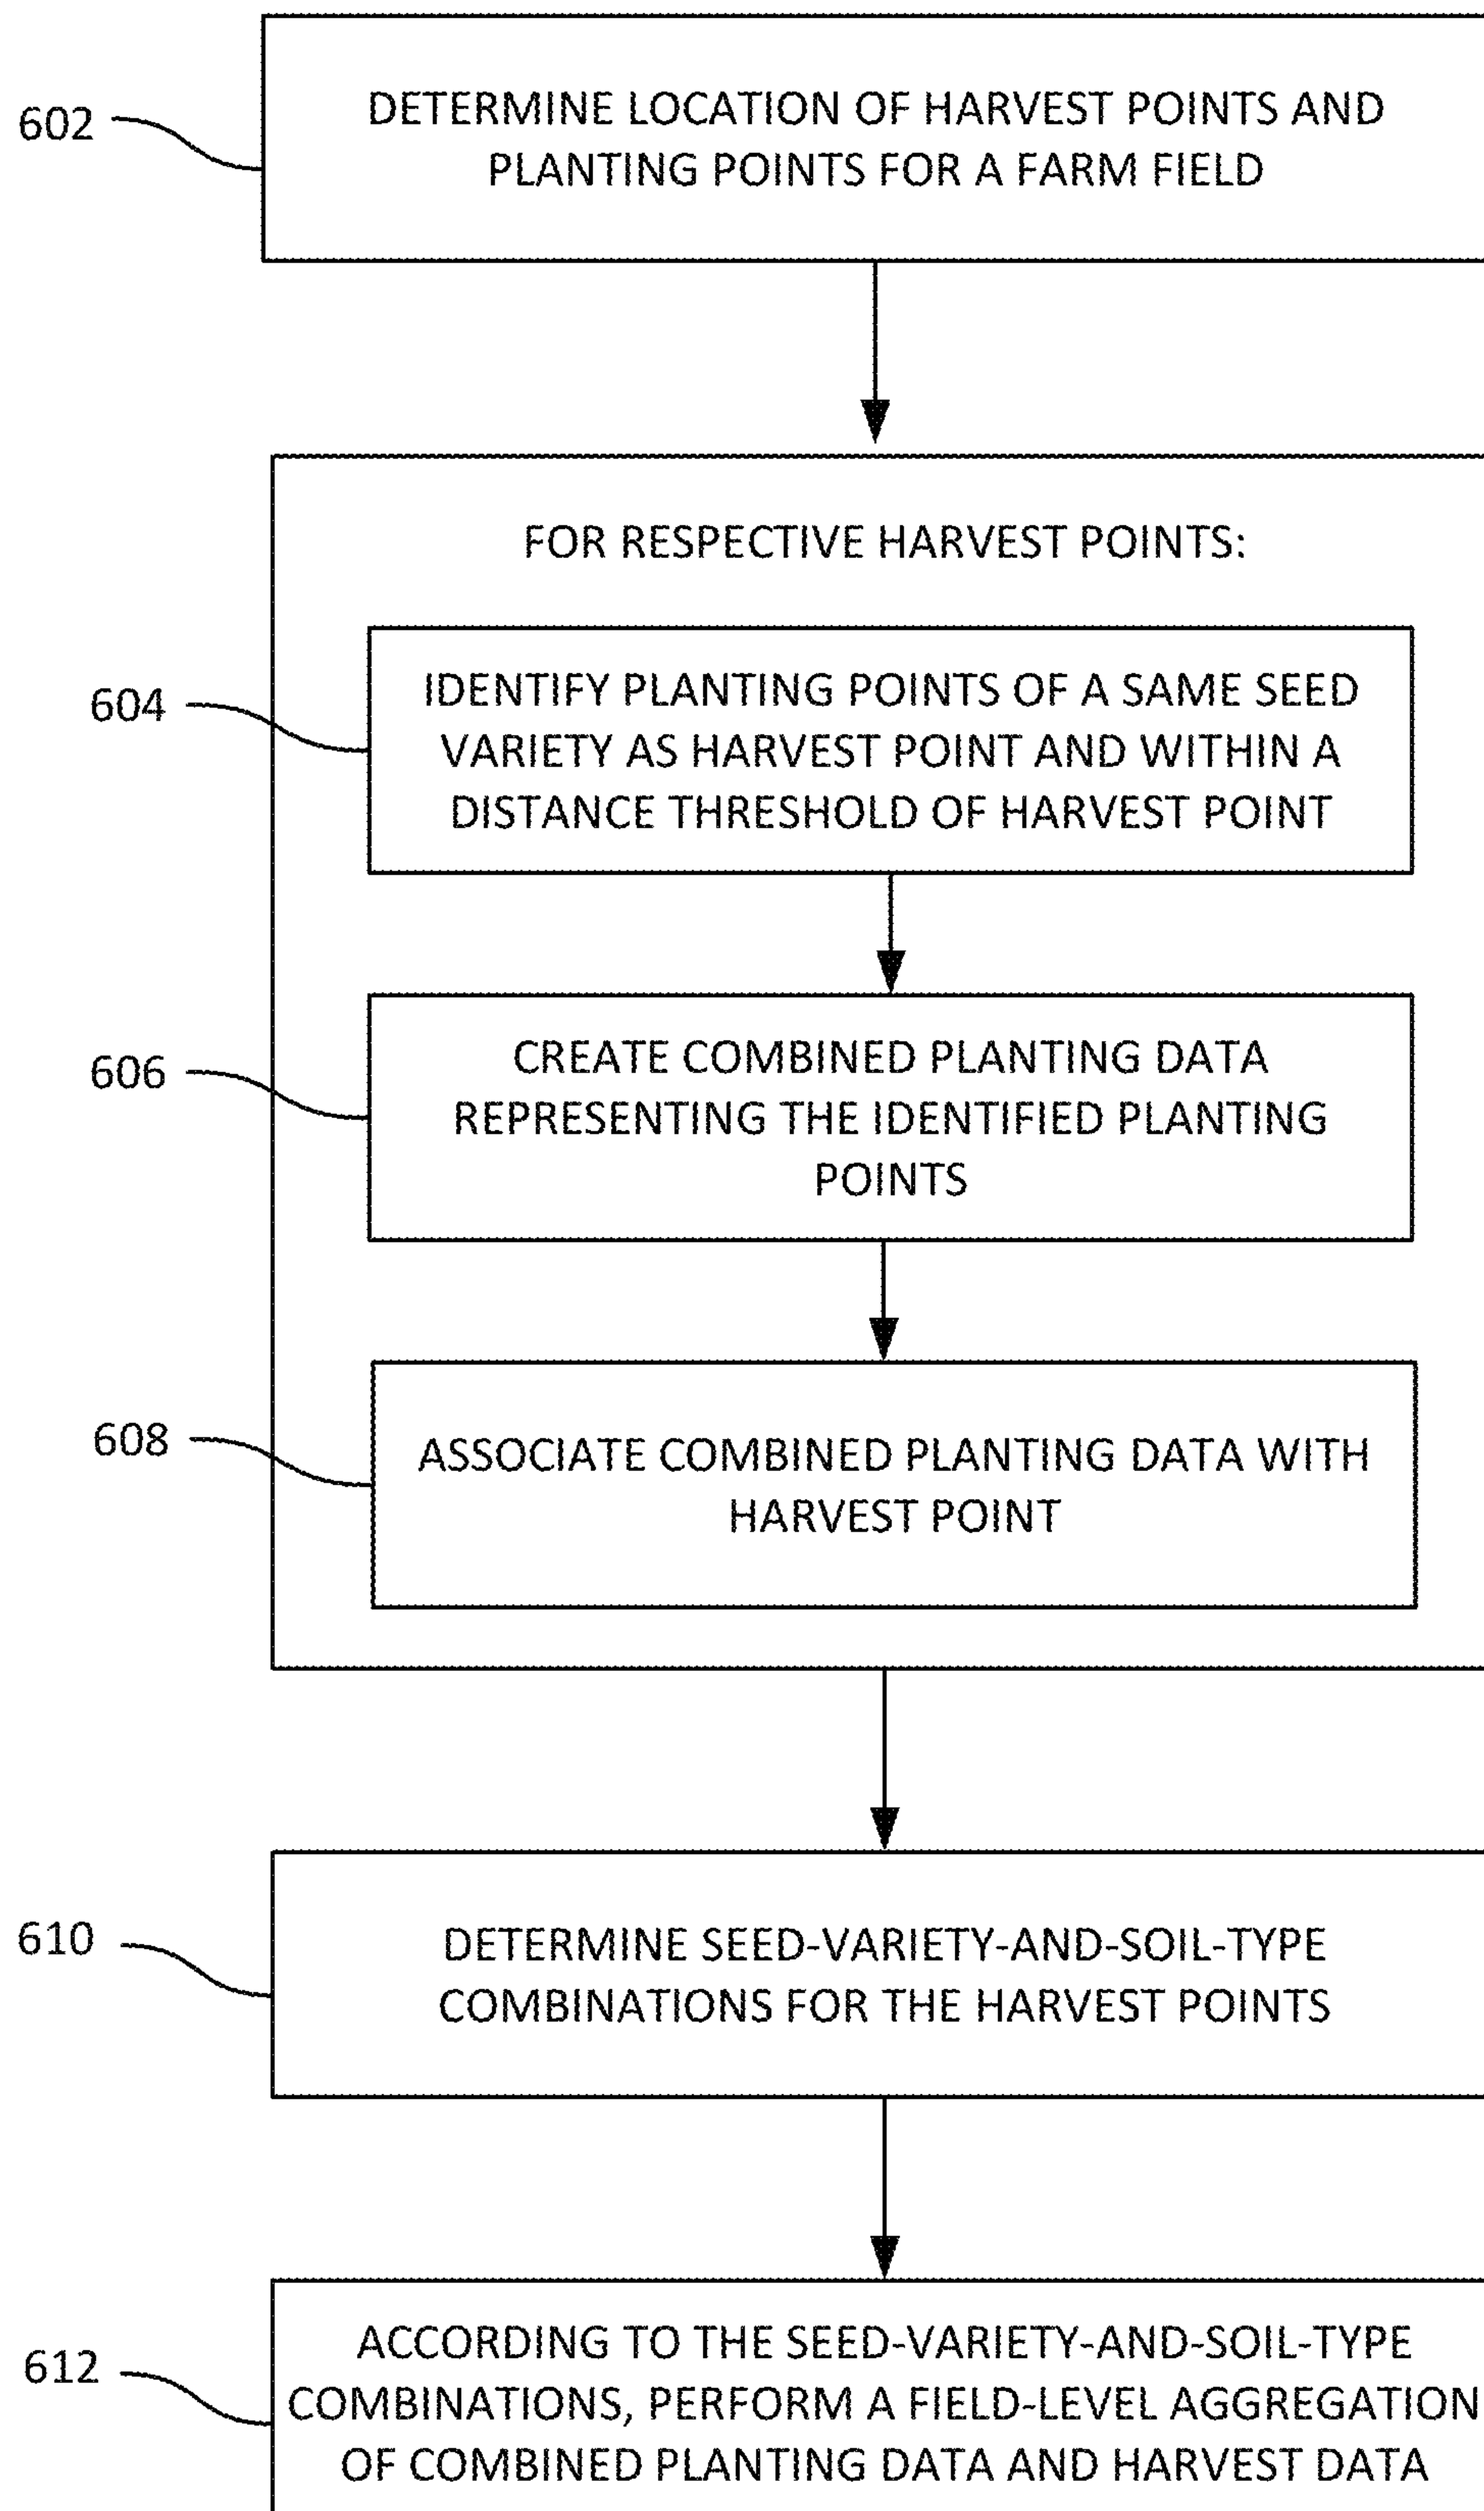 602
DETERMINE LOCATION OF HARVEST POINTS AND
PLANTING POINTS FOR A FARM FIELD
FOR RESPECTIVE HARVEST POINTS:
604
IDENTIFY PLANTING POINTS OF A SAME SEED
VARIETY AS HARVEST POINT AND WITHIN A
DISTANCE THRESHOLD OF HARVEST POINT
606
CREATE COMBINED PLANTING DATA
REPRESENTING THE IDENTIFIED PLANTING
POINTS
608
ASSOCIATE COMBINED PLANTING DATA WITH
HARVEST POINT
610
DETERMINE SEED-VARIETY-AND-SOIL-TYPE
COMBINATIONS FOR THE HARVEST POINTS
612
ACCORDING TO THE SEED-VARIETY-AND-SOIL-TYPE
COMBINATIONS, PERFORM A FIELD-LEVEL AGGREGATION
OF COMBINED PLANTING DATA AND HARVEST DATA